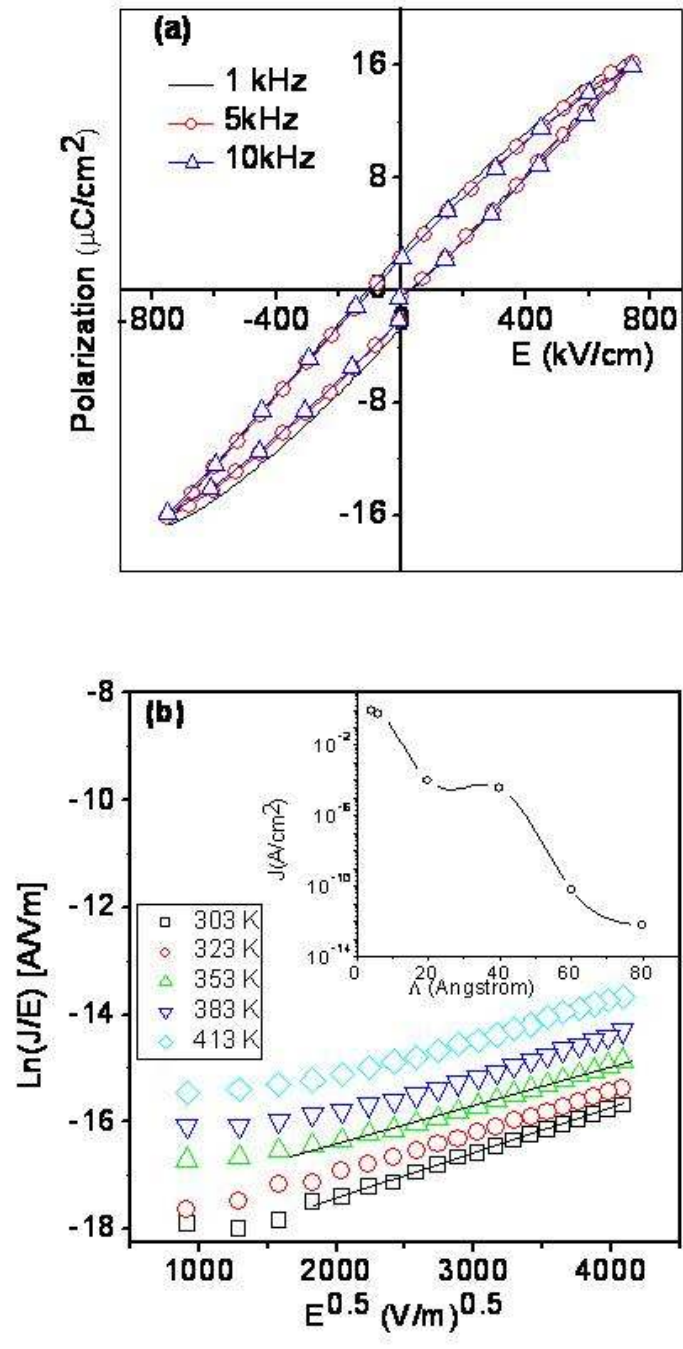 (a)
1 kHz
5kHz
10kHz
Polarization (μC/cm²)
16
8
-8
-16
-800
-400
400
800
E (kV/cm)
(b)
Ln(J/E) [A/Vm]
-8
-10
-12
-14
-16
-18
1000
2000
3000
4000
E^0.5 (V/m)^0.5
303 K
323 K
353 K
383 K
413 K
J(A/cm²)
10^-2
10^-6
10^-10
10^-14
0
20
40
60
80
Λ (Angstrom)